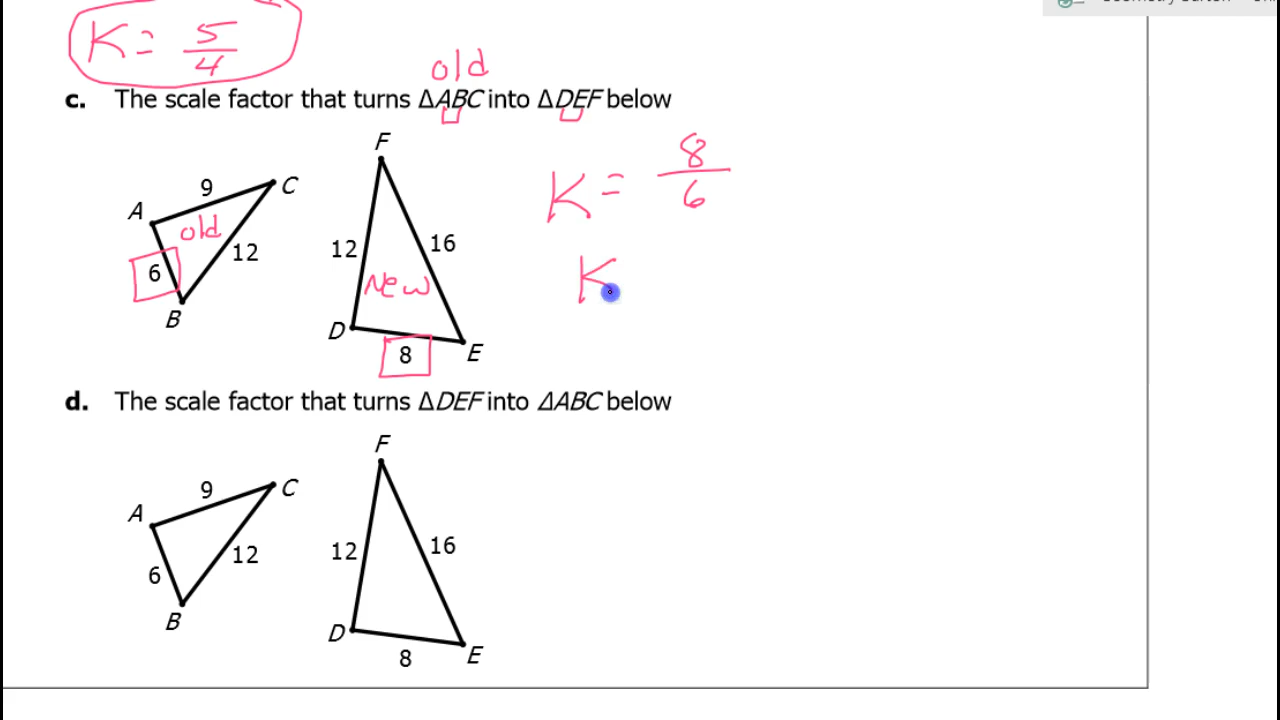 K = 5/4
old
c. The scale factor that turns ΔABC into ΔDEF below
F
9
C
A
old
12
6
B
12
16
New
D
8
E
K = 8/6
K
d. The scale factor that turns ΔDEF into ΔABC below
F
9
C
A
12
6
B
12
16
D
8
E